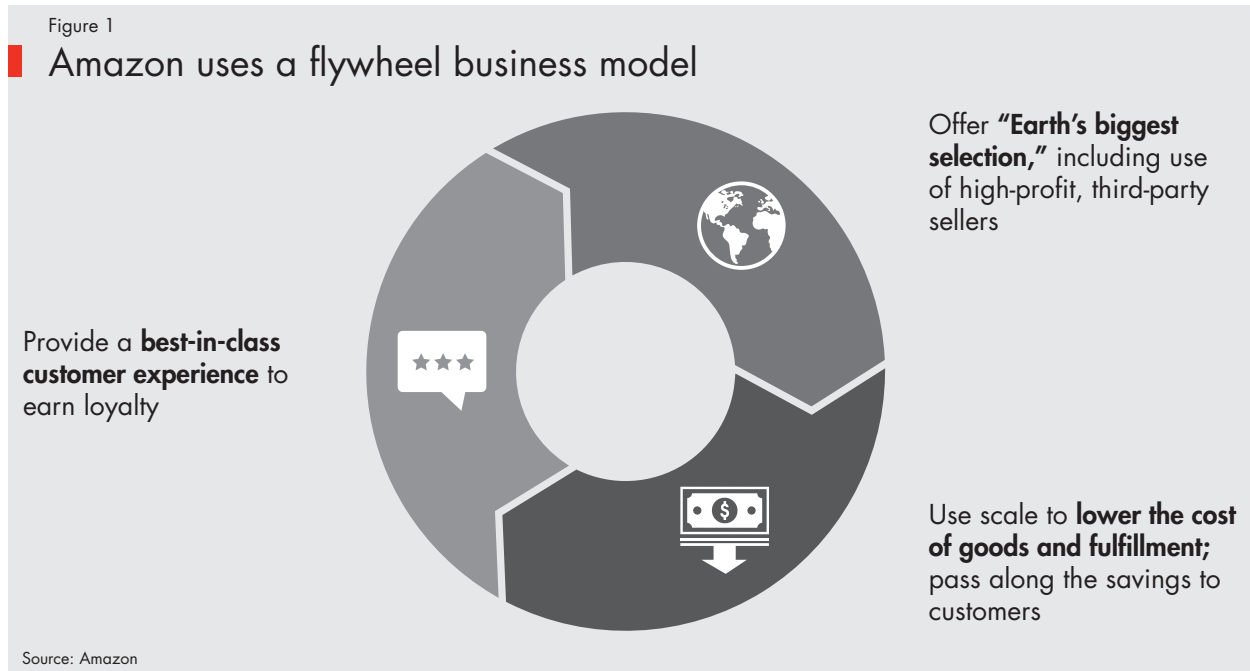 Figure 1
Amazon uses a flywheel business model
Offer “Earth’s biggest
selection,” including use
of high-profit, third-party
sellers
Provide a best-in-class
customer experience to
earn loyalty
$
Use scale to lower the cost
of goods and fulfillment;
pass along the savings to
customers
Source: Amazon